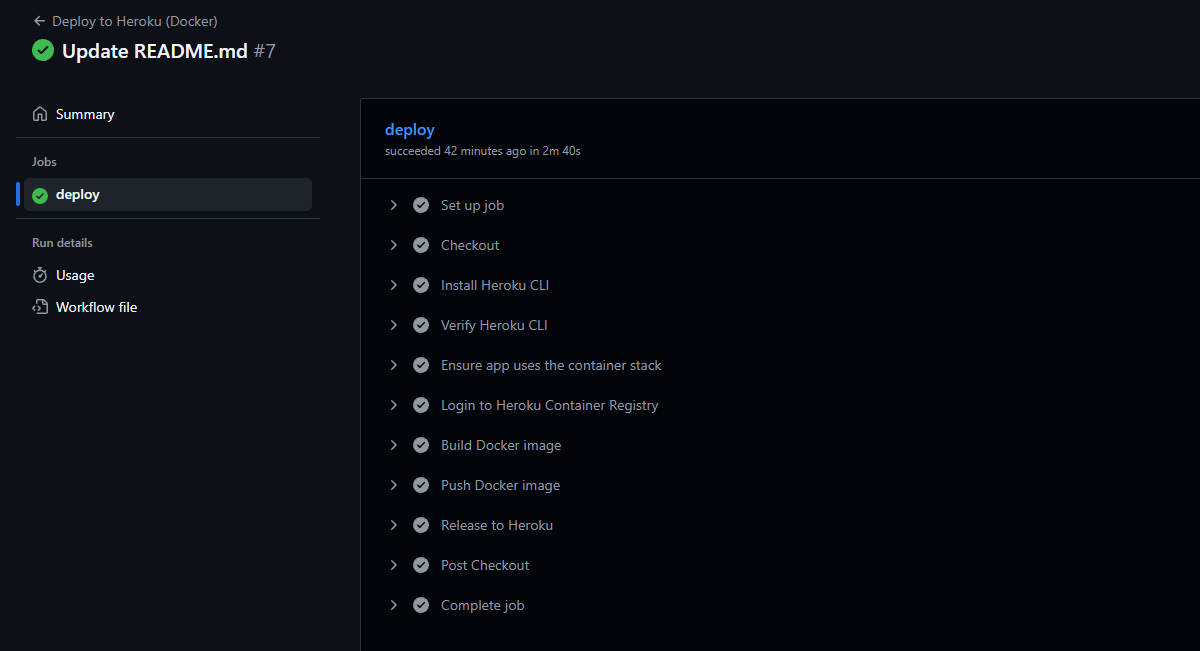 Deploy to Heroku (Docker)
Update README.md #7
Summary
Jobs
deploy
Run details
Usage
Workflow file
deploy
succeeded 42 minutes ago in 2m 40s
Set up job
Checkout
Install Heroku CLI
Verify Heroku CLI
Ensure app uses the container stack
Login to Heroku Container Registry
Build Docker image
Push Docker image
Release to Heroku
Post Checkout
Complete job